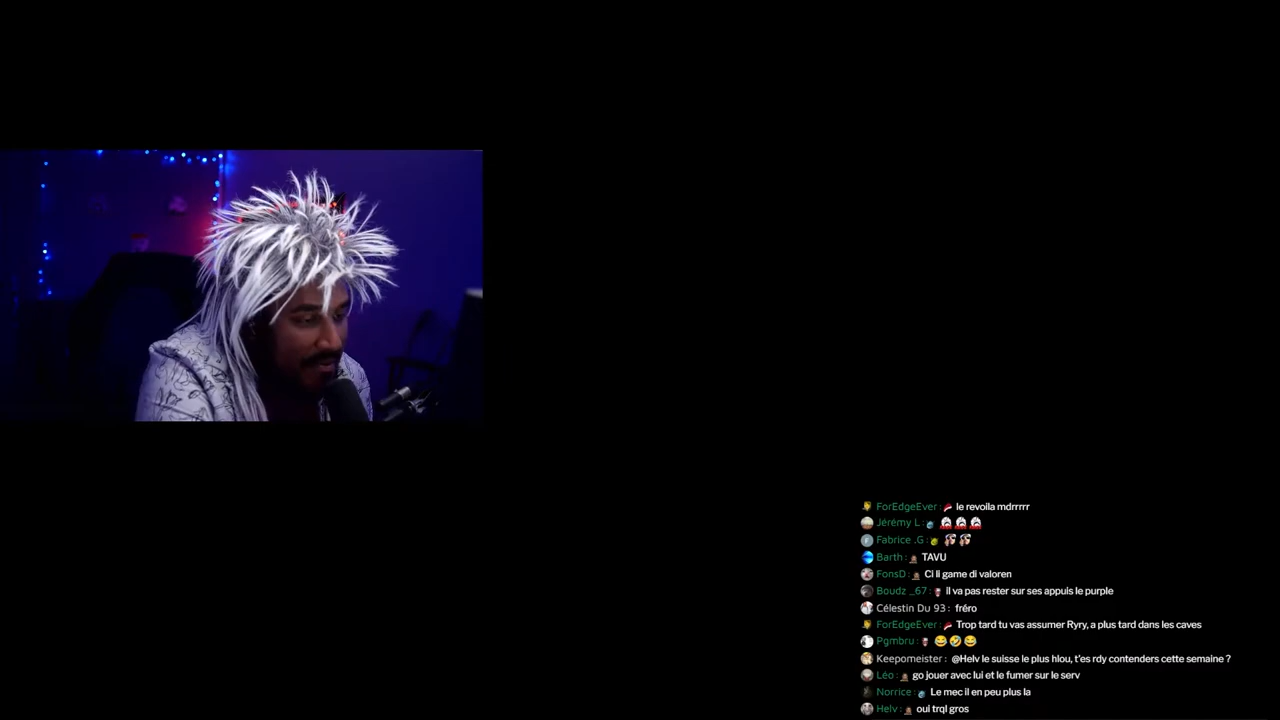 ForEdgeEver : le revoila mdrrrrr
Jérémy L :
Fabrice .G :
Barth : TAVU
FonsD : Ci li game di valoren
Boudz _67 : il va pas rester sur ses appuis le purple
Célestin Du 93 : fréro
ForEdgeEver : Trop tard tu vas assumer Ryry, a plus tard dans les caves
Pgmbru : 😂 🤣 😂
Keepomeister : @Helv le suisse le plus hlou, t'es rdy contenders cette semaine ?
Léo : go jouer avec lui et le fumer sur le serv
Norrice : Le mec il en peu plus la
Helv : oui trql gros